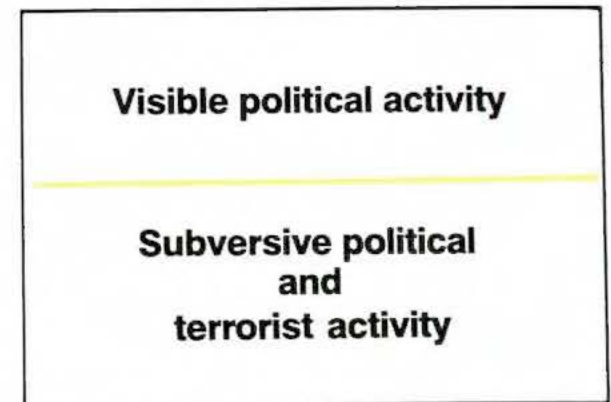 Visible political activity
Subversive political
and
terrorist activity